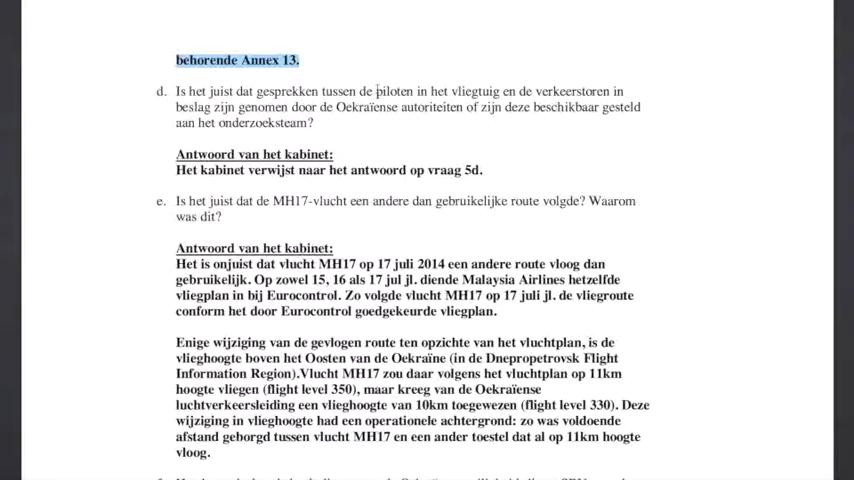 behorende Annex 13.
d. Is het juist dat gesprekken tussen de piloten in het vliegtuig en de verkeerstoren in
beslag zijn genomen door de Oekraïense autoriteiten of zijn deze beschikbaar gesteld
aan het onderzoeksteam?
Antwoord van het kabinet:
Het kabinet verwijst naar het antwoord op vraag 5d.
e. Is het juist dat de MH17-vlucht een andere dan gebruikelijke route volgde? Waarom
was dit?
Antwoord van het kabinet:
Het is onjuist dat vlucht MH17 op 17 juli 2014 een andere route vloog dan
gebruikelijk. Op zowel 15, 16 als 17 jul jl. diende Malaysia Airlines hetzelfde
vliegplan in bij Eurocontrol. Zo volgde vlucht MH17 op 17 juli jl. de vliegroute
conform het door Eurocontrol goedgekeurde vliegplan.
Enige wijziging van de gevlogen route ten opzichte van het vluchtplan, is de
vlieghoogte boven het Oosten van de Oekraïne (in de Dnepropetrovsk Flight
Information Region).Vlucht MH17 zou daar volgens het vluchtplan op 11km
hoogte vliegen (flight level 350), maar kreeg van de Oekraïense
luchtverkeersleiding een vlieghoogte van 10km toegewezen (flight level 330). Deze
wijziging in vlieghoogte had een operationele achtergrond: zo was voldoende
afstand geborgd tussen vlucht MH17 en een ander toestel dat al op 11km hoogte
vloog.